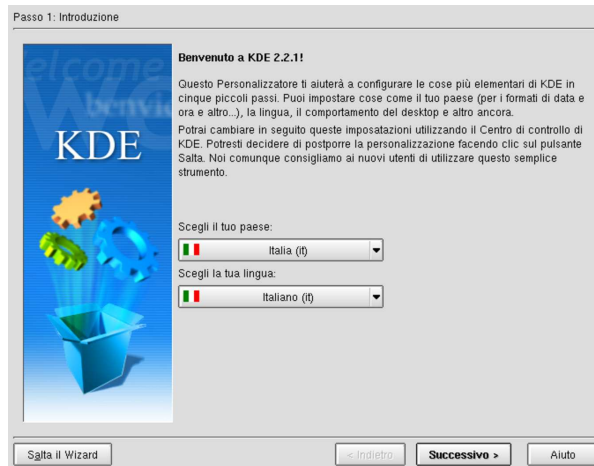 Passo 1: Introduzione
elcome
benvie
KDE
Benvenuto a KDE 2.2.1!
Questo Personalizzatore ti aiuterà a configurare le cose più elementari di KDE in
cinque piccoli passi. Puoi impostare cose come il tuo paese (per i formati di data e
ora e altro...), la lingua, il comportamento del desktop e altro ancora.
Potrai cambiare in seguito queste imposatazioni utilizzando il Centro di controllo di
KDE. Potresti decidere di postporre la personalizzazione facendo clic sul pulsante
Salta. Noi comunque consigliamo ai nuovi utenti di utilizzare questo semplice
strumento.
Scegli il tuo paese:
Italia (it)
Scegli la tua lingua:
Italiano (it)
Salta il Wizard
< Indietro
Successivo >
Aiuto